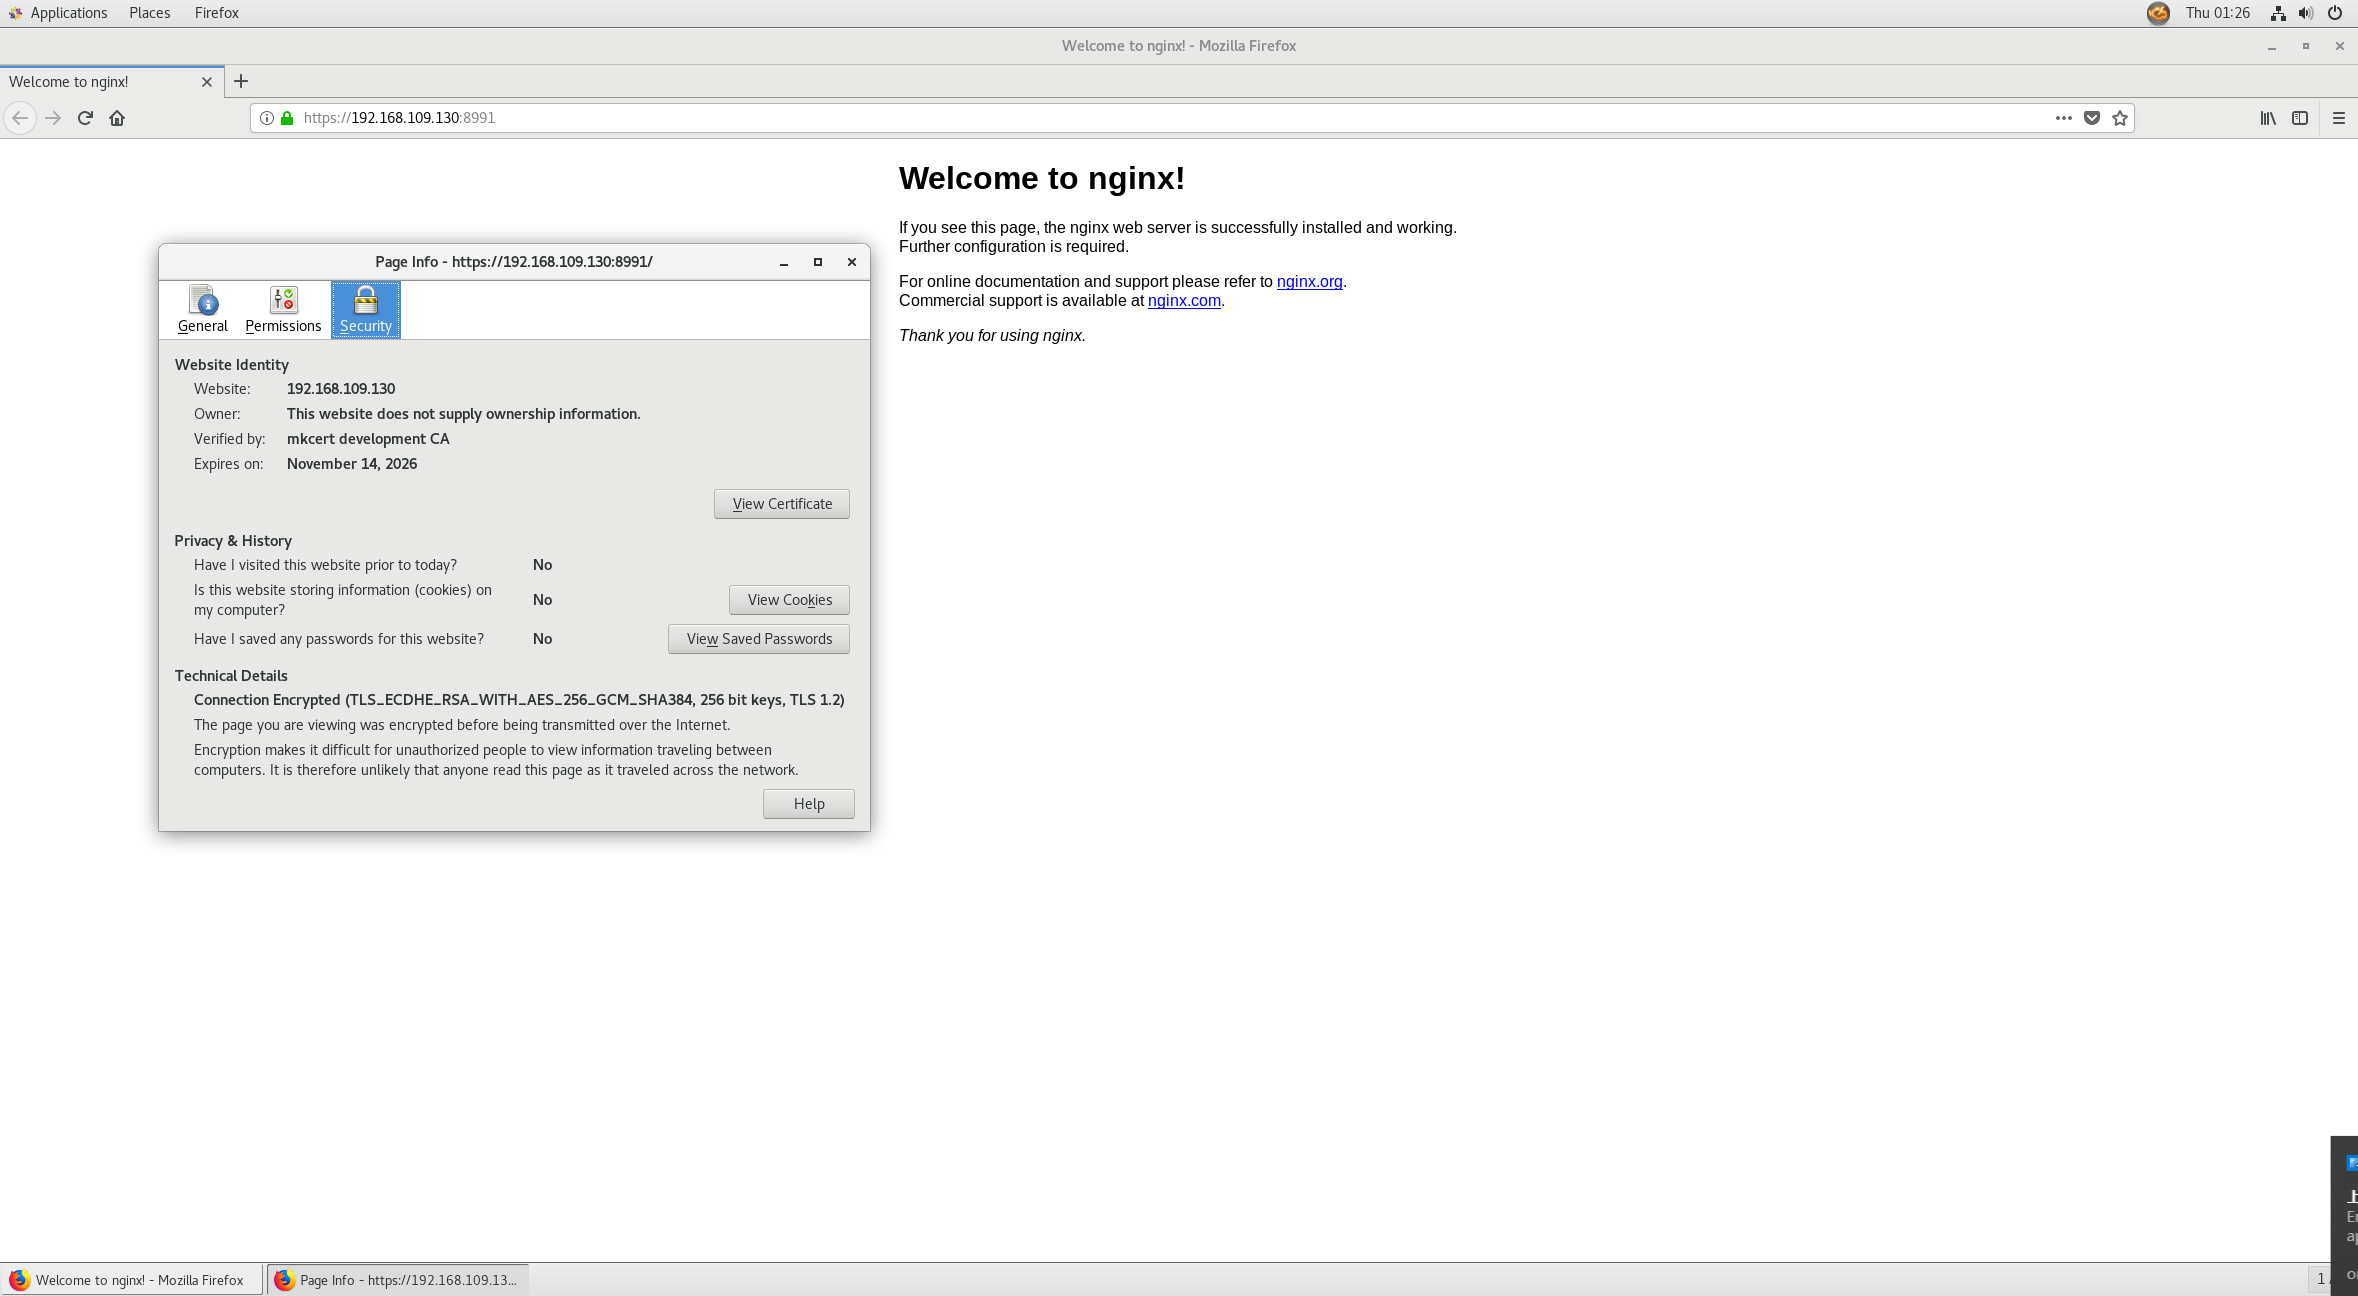 Applications Places Firefox Thu 01:26
Welcome to nginx! - Mozilla Firefox
Welcome to nginx!
https://192.168.109.130:8991
Welcome to nginx!
If you see this page, the nginx web server is successfully installed and working.
Further configuration is required.
For online documentation and support please refer to nginx.org.
Commercial support is available at nginx.com.
Thank you for using nginx.
Page Info - https://192.168.109.130:8991/
General Permissions Security
Website Identity
Website: 192.168.109.130
Owner: This website does not supply ownership information.
Verified by: mkcert development CA
Expires on: November 14, 2026
View Certificate
Privacy & History
Have I visited this website prior to today? No
Is this website storing information (cookies) on
my computer? No View Cookies
Have I saved any passwords for this website? No View Saved Passwords
Technical Details
Connection Encrypted (TLS_ECDHE_RSA_WITH_AES_256_GCM_SHA384, 256 bit keys, TLS 1.2)
The page you are viewing was encrypted before being transmitted over the Internet.
Encryption makes it difficult for unauthorized people to view information traveling between
computers. It is therefore unlikely that anyone read this page as it traveled across the network.
Help
Welcome to nginx! - Mozilla Firefox
Page Info - https://192.168.109.13...
1